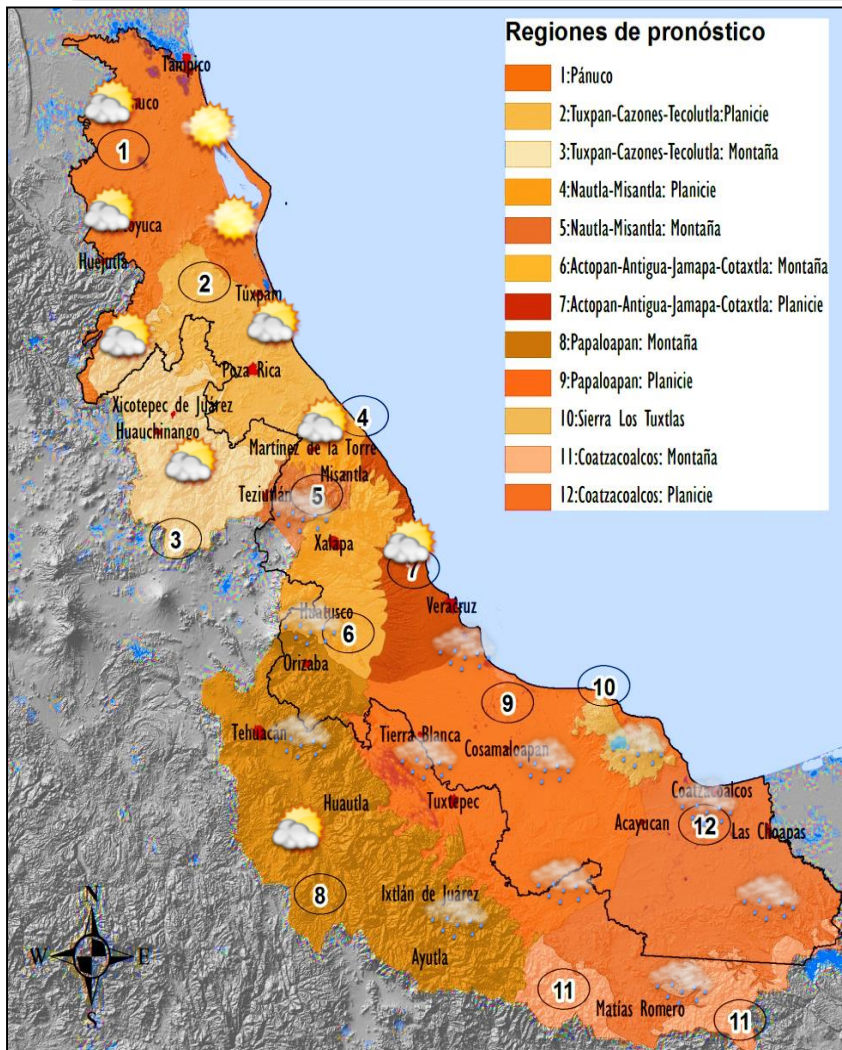 Regiones de pronóstico
1:Pánuco
2:Tuxpan-Cazones-Tecolutla:Planicie
3:Tuxpan-Cazones-Tecolutla: Montaña
4:Nautla-Misantla: Planicie
5:Nautla-Misantla: Montaña
6:Actopan-Antigua-Jamapa-Cotaxtla: Montaña
7:Actopan-Antigua-Jamapa-Cotaxtla: Planicie
8:Papaloapan: Montaña
9:Papaloapan: Planicie
10:Sierra Los Tuxtlas
11:Coatzacoalcos: Montaña
12:Coatzacoalcos: Planicie
Tampico
uco
1
oyuca
Huejutla
2
Túxpam
Poza Rica
Xicotepec de Juárez
Huauchinango
4
Martínez de la Torre
Misantla
Teziutlán
5
3
Xalapa
7
Veracruz
Huatusco
6
Orizaba
10
9
Tehuacán
Tierra Blanca
Cosamaloapan
Huautla
Tuxtepec
Coatzacoalcos
Acayucan
12
Las Choapas
8
Ixtlán de Juárez
Ayutla
11
Matías Romero
11
N
W
E
S